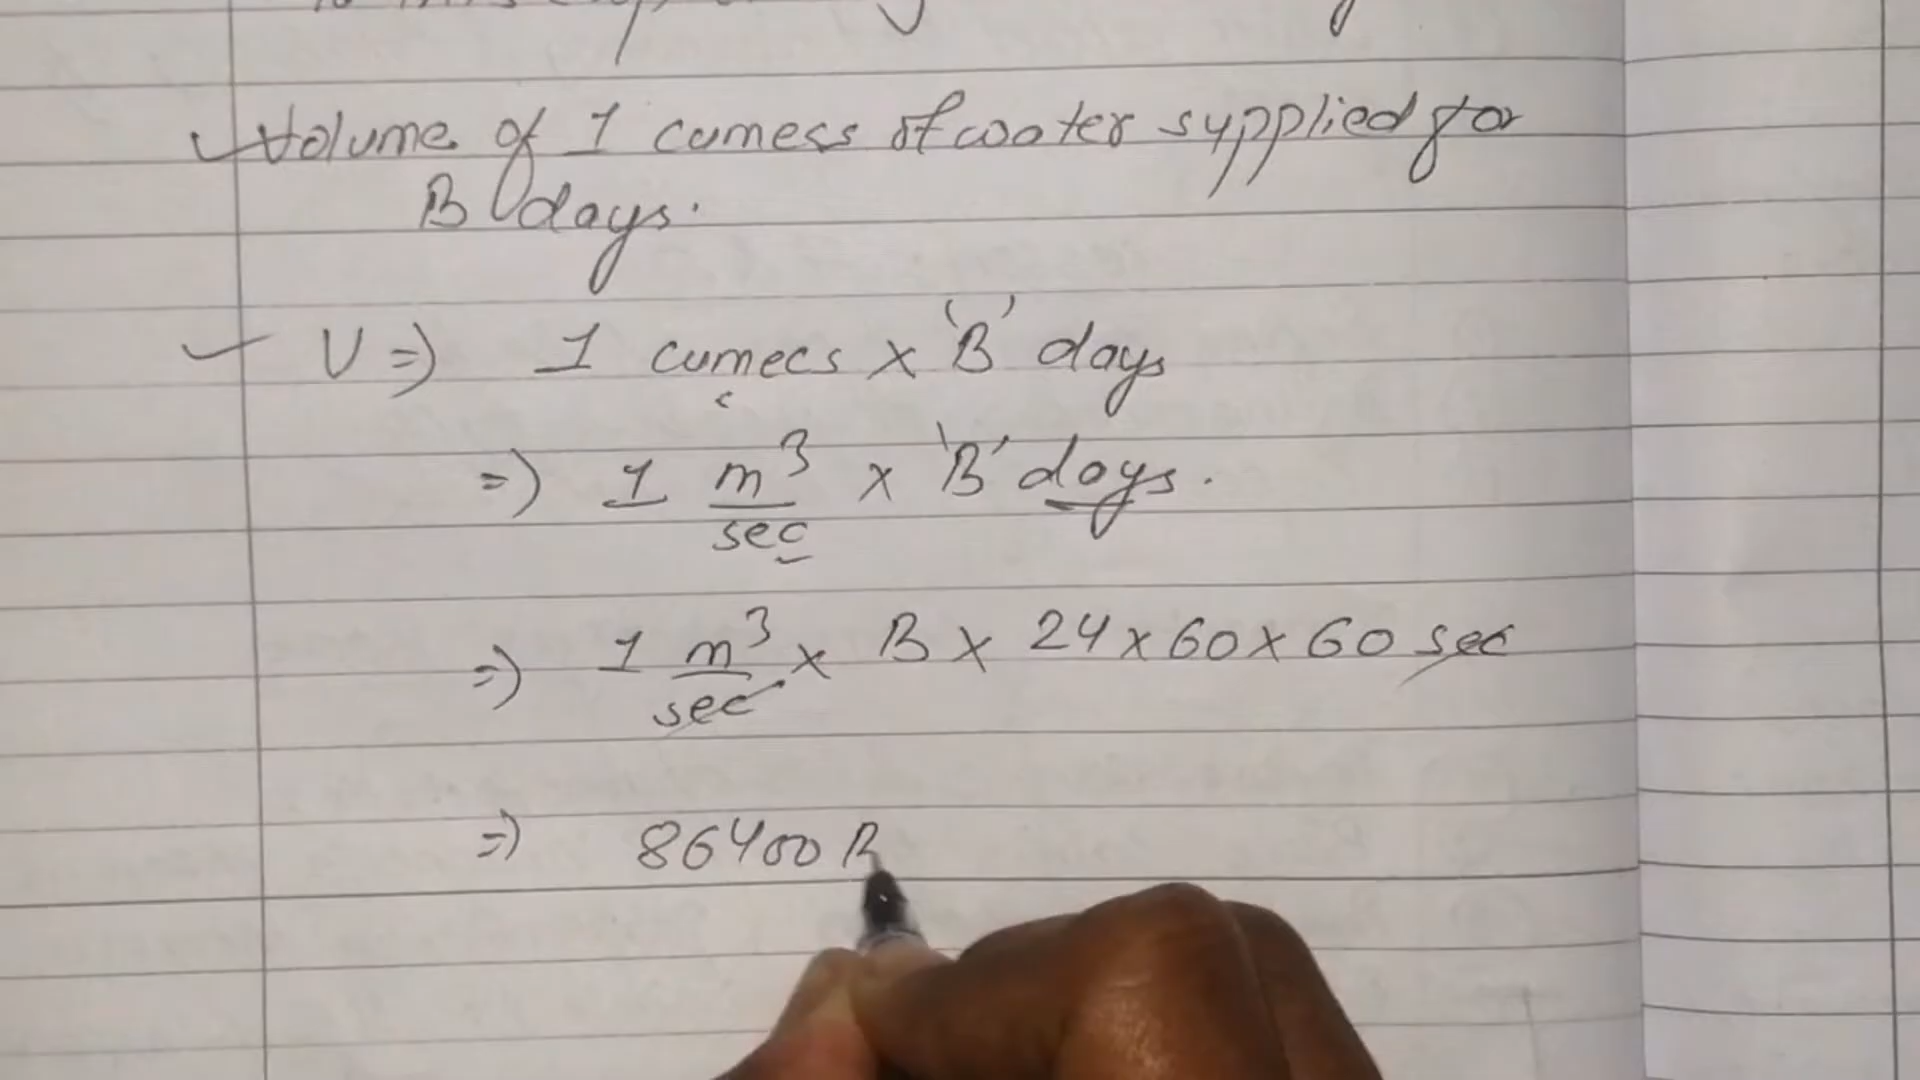 Volume of 1 cumecs of water supplied for
B days.
V => 1 cumecs x 'B' days
=> 1 m³/sec x 'B' days.
=> 1 m³/sec x B x 24 x 60 x 60 sec
=> 86400 B